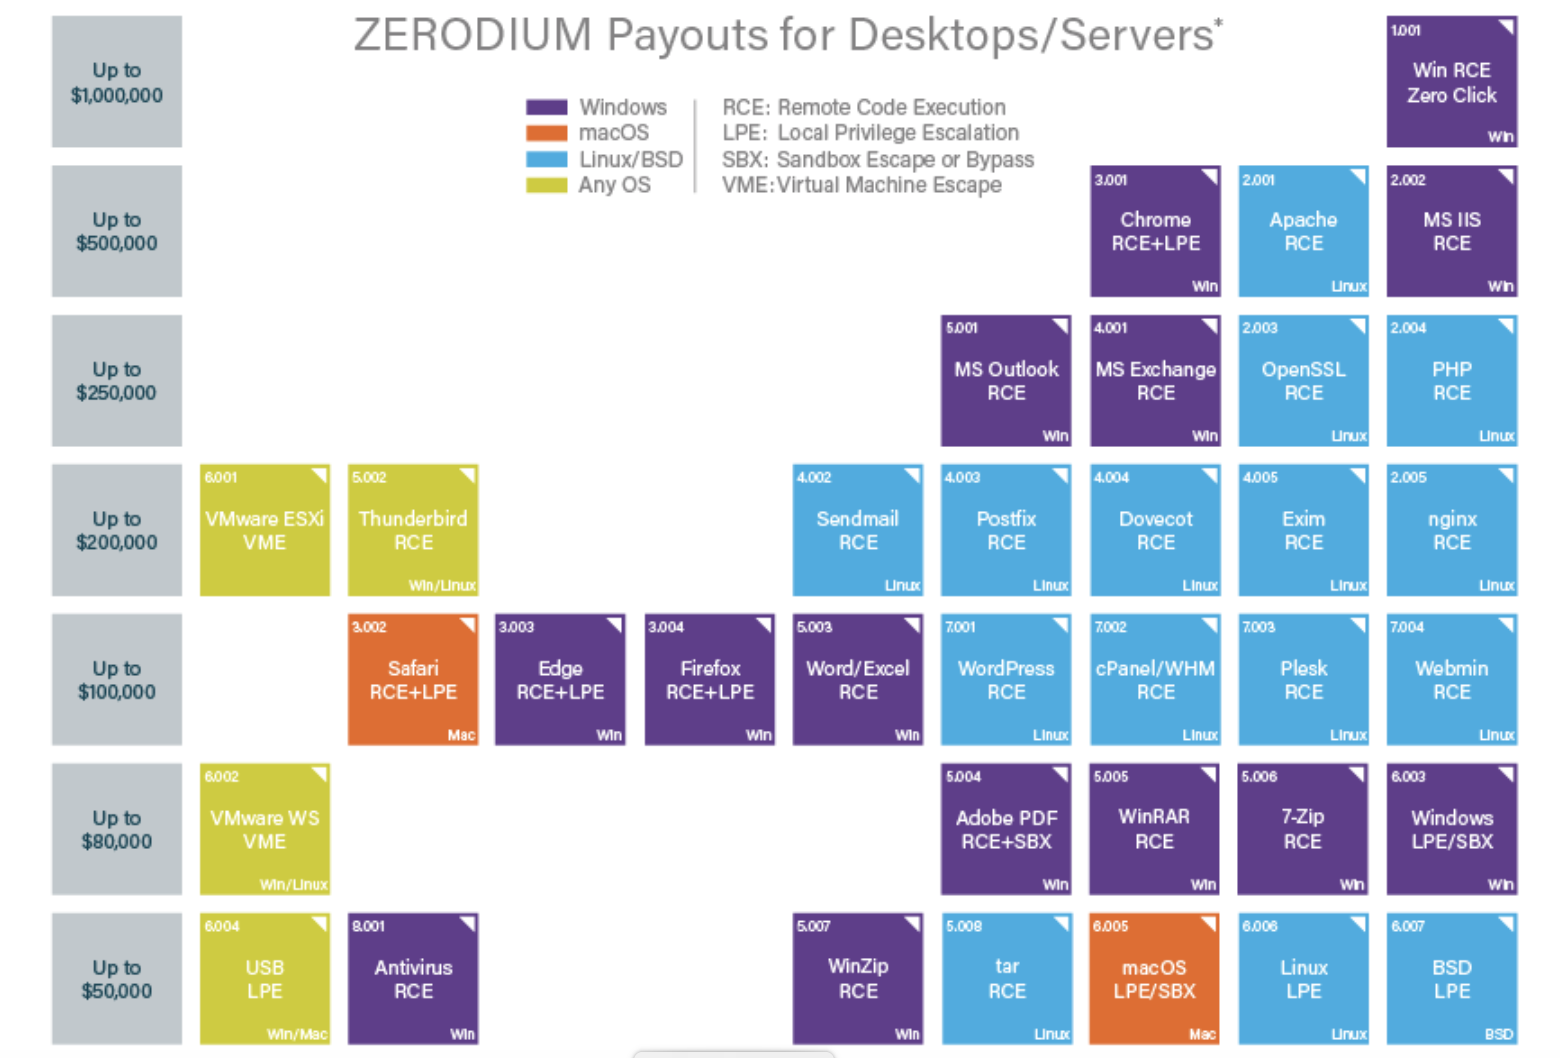 ZERODIUM Payouts for Desktops/Servers*
Windows
macOS
Linux/BSD
Any OS
RCE: Remote Code Execution
LPE: Local Privilege Escalation
SBX: Sandbox Escape or Bypass
VME: Virtual Machine Escape
Up to
$1,000,000
1.001
Win RCE
Zero Click
Win
Up to
$500,000
3.001
Chrome
RCE+LPE
Win
2.001
Apache
RCE
Linux
2.002
MS IIS
RCE
Win
Up to
$250,000
5.001
MS Outlook
RCE
Win
4.001
MS Exchange
RCE
Win
2.003
OpenSSL
RCE
Linux
2.004
PHP
RCE
Linux
Up to
$200,000
6.001
VMware ESXi
VME
5.002
Thunderbird
RCE
Win/Linux
4.002
Sendmail
RCE
Linux
4.003
Postfix
RCE
Linux
4.004
Dovecot
RCE
Linux
4.005
Exim
RCE
Linux
2.005
nginx
RCE
Linux
Up to
$100,000
3.002
Safari
RCE+LPE
Mac
3.003
Edge
RCE+LPE
Win
3.004
Firefox
RCE+LPE
Win
5.003
Word/Excel
RCE
Win
7.001
WordPress
RCE
Linux
7.002
cPanel/WHM
RCE
Linux
7.003
Plesk
RCE
Linux
7.004
Webmin
RCE
Linux
Up to
$80,000
6.002
VMware WS
VME
Win/Linux
5.004
Adobe PDF
RCE+SBX
Win
5.005
WinRAR
RCE
Win
5.006
7-Zip
RCE
Win
6.003
Windows
LPE/SBX
Win
Up to
$50,000
6.004
USB
LPE
Win/Mac
8.001
Antivirus
RCE
Win
5.007
WinZip
RCE
Win
5.008
tar
RCE
Linux
6.005
macOS
LPE/SBX
Mac
6.006
Linux
LPE
Linux
6.007
BSD
LPE
BSD